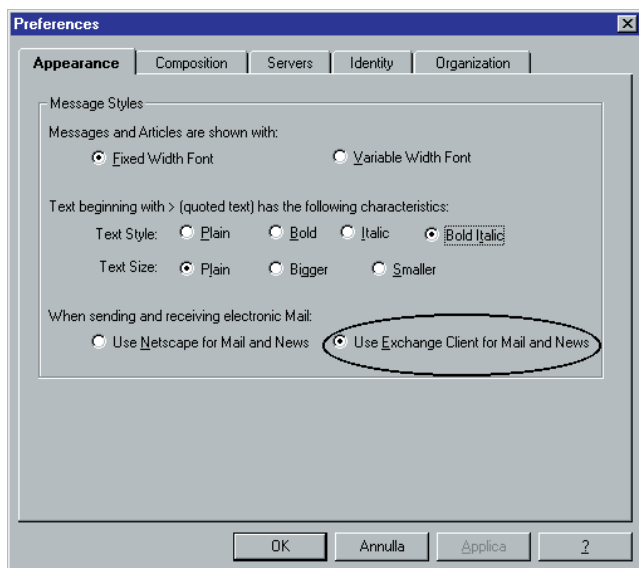 Preferences
Appearance Composition Servers Identity Organization
Message Styles
Messages and Articles are shown with:
Fixed Width Font Variable Width Font
Text beginning with > (quoted text) has the following characteristics:
Text Style: Plain Bold Italic Bold Italic
Text Size: Plain Bigger Smaller
When sending and receiving electronic Mail:
Use Netscape for Mail and News Use Exchange Client for Mail and News
OK Annulla Applica ?